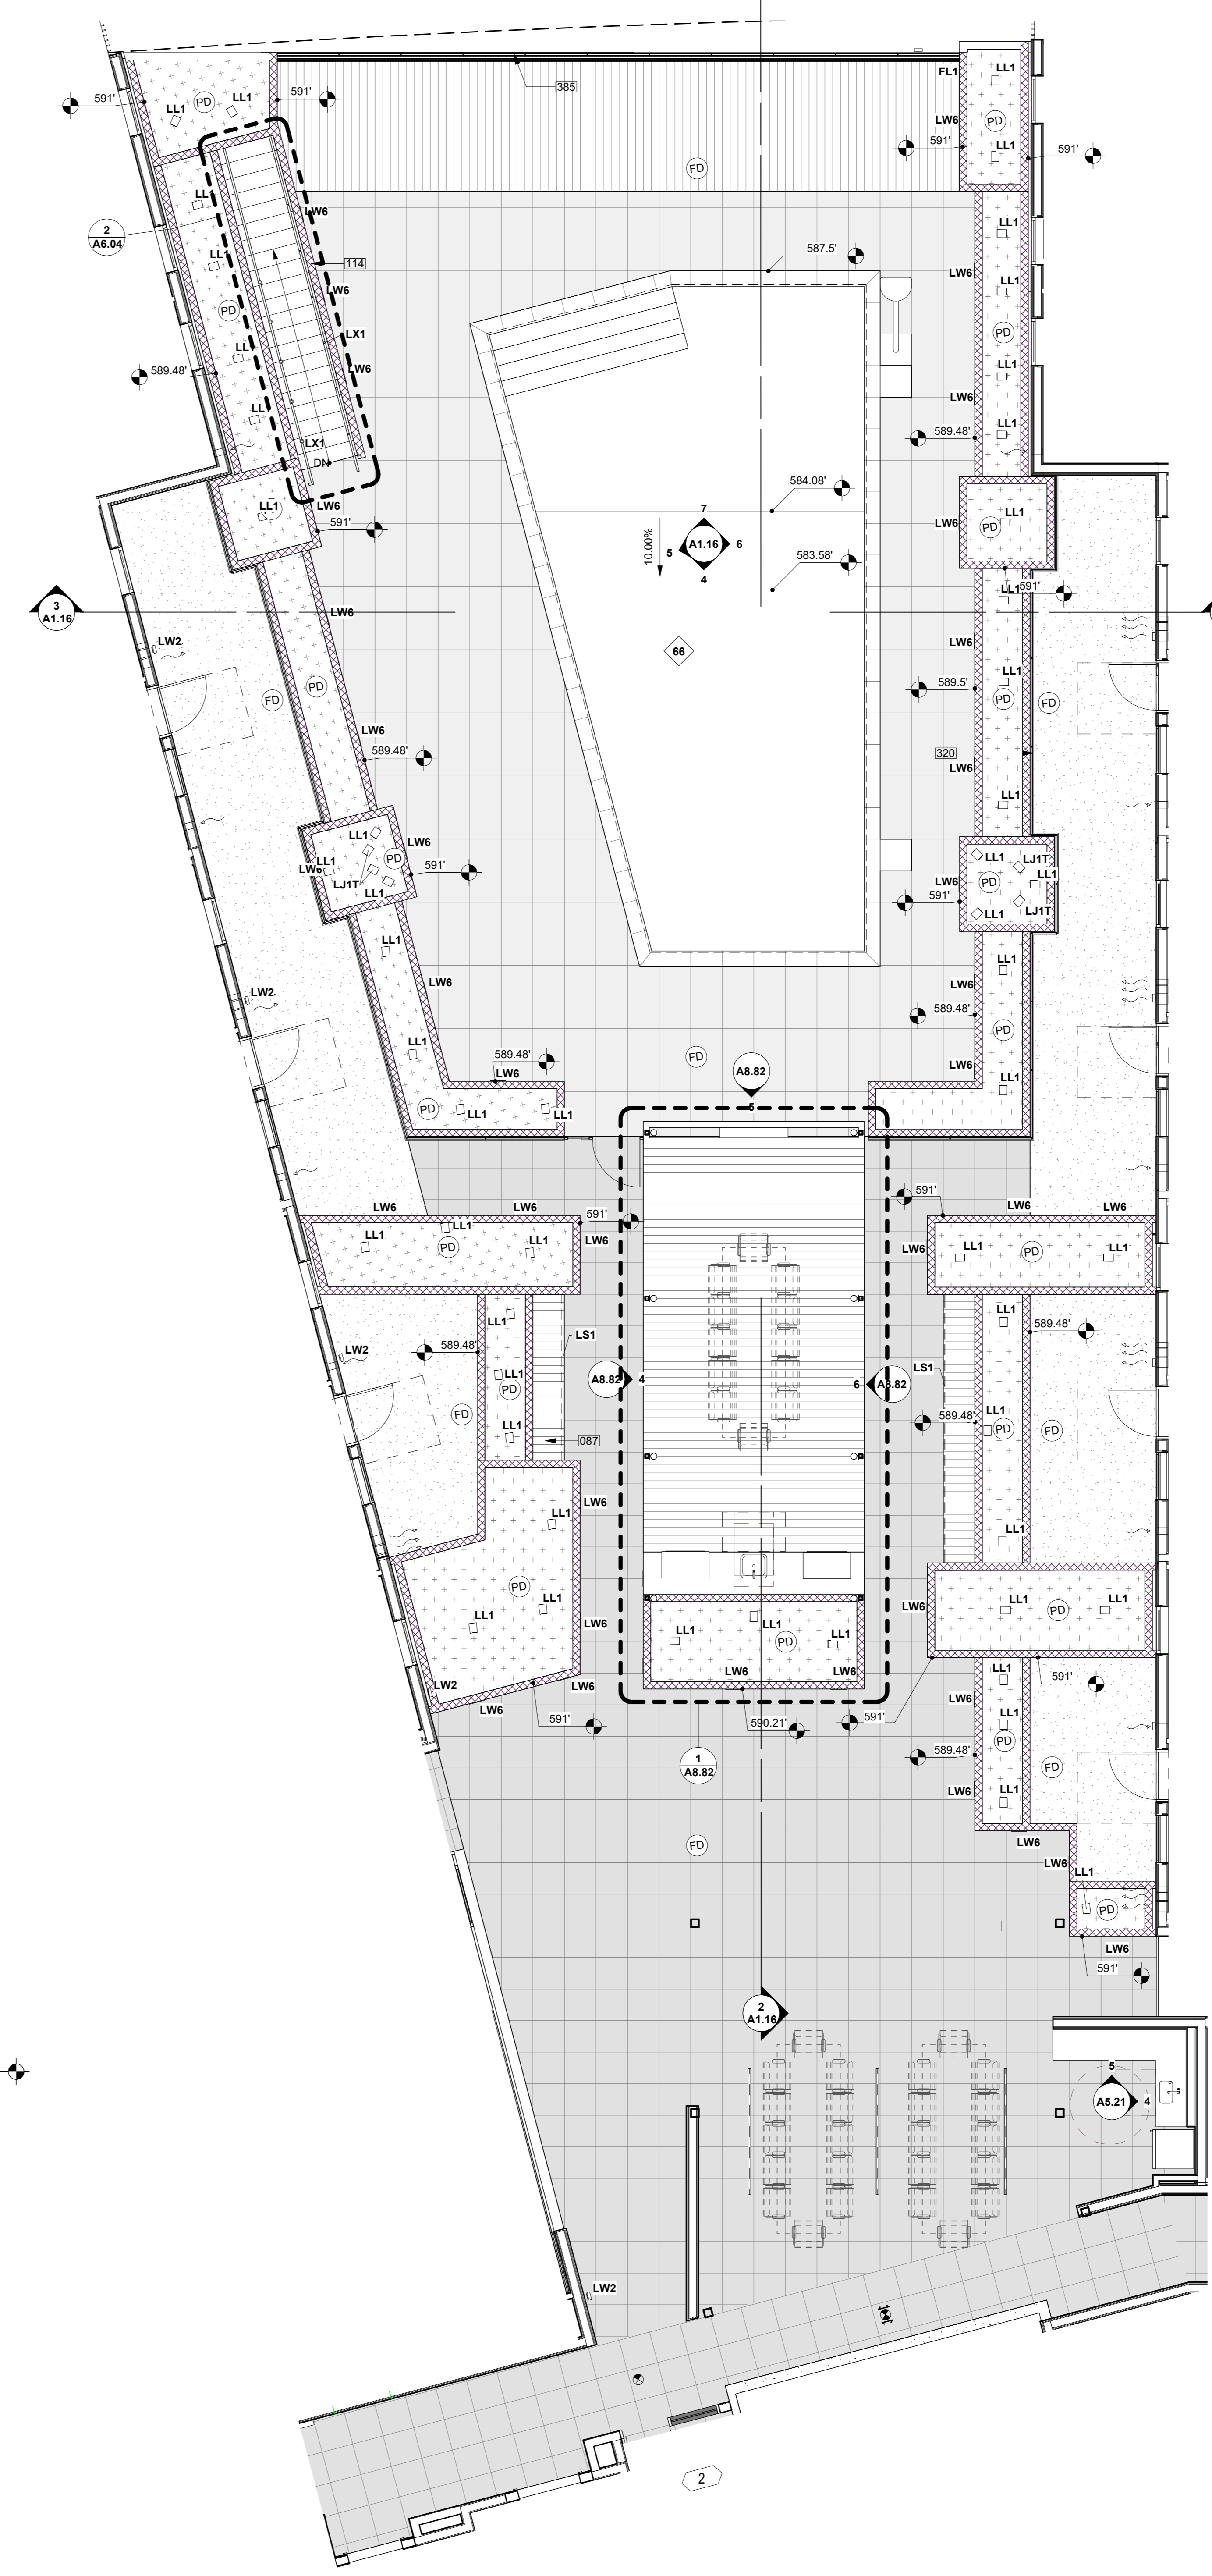 385
FL1
LL1
591'
PD
LL1
LL1
591'
LW6
PD
591'
LL1
591'
FD
LL1
LW6
LL1
2
A6.04
587.5'
114
LL1
LW6
LW6
LL1
PD
LX1
PD
LL1
LW6
589.48'
LL1
LW6
LL1
LX1
DN
589.48'
LL1
584.08'
LL1
LW6
591'
7
LL1
LW6
PD
10.00%
5
A1.16
6
4
583.58'
591'
LL1
3
A1.16
LW6
LW2
LW6
66
LL1
PD
FD
589.5'
PD
FD
LW6
589.48'
320
LW6
LL1
LL1
LW6
PD
LL1
LW6
591'
LJ1T
LL1
LL1
LJ1T
PD
LL1
LW6
591'
LL1
LJ1T
LL1
LW6
LW6
LL1
LW2
589.48'
PD
LL1
589.48'
FD
LW6
A8.82
5
LW6
LL1
PD
LL1
LL1
591'
LW6
LW6
591'
LW6
LW6
LL1
LL1
PD
LL1
LW6
LW6
LL1
PD
LL1
LL1
LS1
LL1
589.48'
589.48'
LW2
LL1
PD
A8.82
4
6
A8.82
LS1
FD
LL1
087
LL1
589.48'
PD
FD
LW6
LL1
PD
LL1
LL1
LW6
LL1
LL1
PD
LL1
LW6
LL1
PD
LL1
LW6
LW6
LW2
LW6
LW6
591'
590.21'
591'
LL1
591'
LW6
LL1
PD
589.48'
1
A8.82
FD
LW6
LL1
FD
LW6
LW6
LL1
PD
LW6
591'
2
A1.16
5
A5.21
4
LW2
2